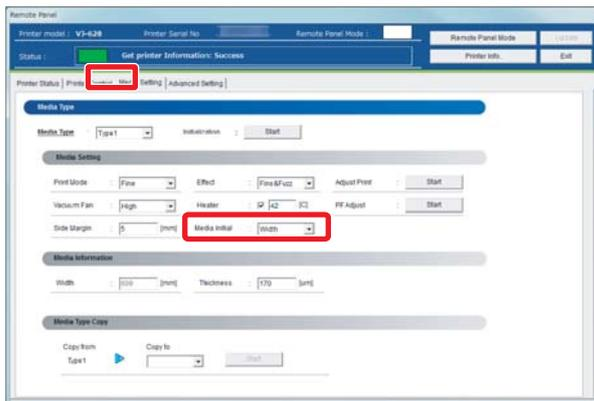 Remote Panel
Printer model : VJ-628 Printer Serial No Remote Panel Mode :
Remote Panel Mode
Status : Get printer Information: Success
Printer Info. Exit
Printer Status Media Setting Advanced Setting
Media Type
Media Type : Type1 Initialization : Start
Media Setting
Print Mode : Fine Effect : Fine&Fuzz Adjust Print : Start
Vacuum Fan : High Heater : 42 [C] PF Adjust : Start
Side Margin : 5 [mm] Media Initial Width
Media Information
Width : [mm] Thickness : 170 [um]
Media Type Copy
Copy from Copy to
Type1 Start